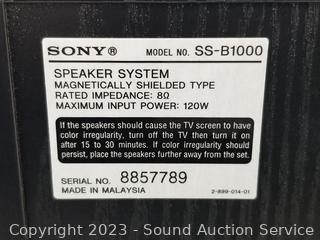 SONY® MODEL NO. SS-B1000
SPEAKER SYSTEM
MAGNETICALLY SHIELDED TYPE
RATED IMPEDANCE: 8Ω
MAXIMUM INPUT POWER: 120W
If the speakers should cause the TV screen to have
color irregularity, turn off the TV then turn it on
after 15 to 30 minutes. If color irregularity should
persist, place the speakers further away from the set.
SERIAL NO. 8857789
MADE IN MALAYSIA 2-899-014-01
Copyright 2023 - Sound Auction Service